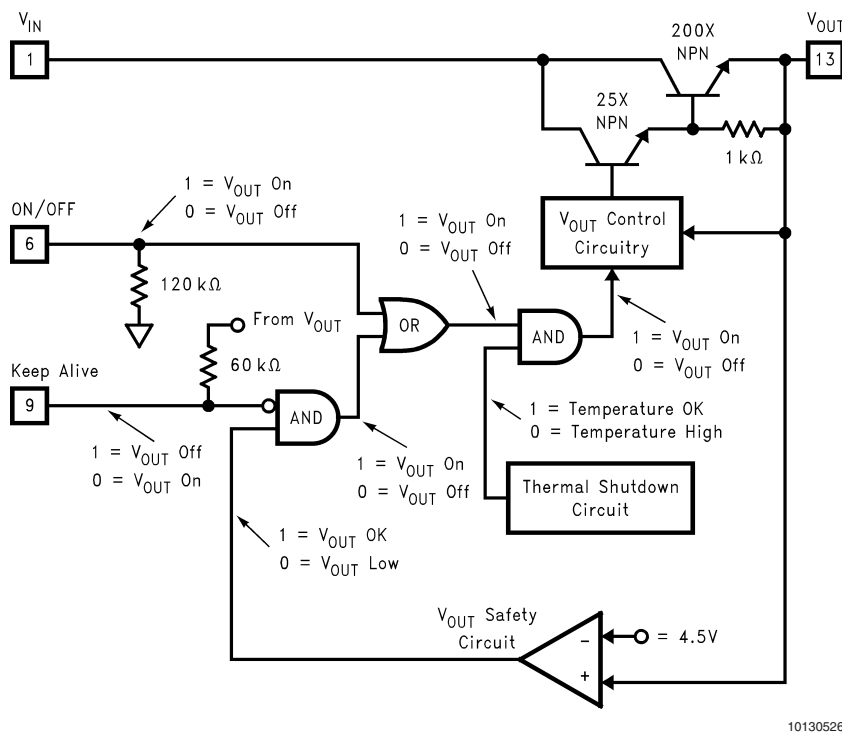 V_IN
1
200X
NPN
V_OUT
13
25X
NPN
1 kΩ
1 = V_OUT On
0 = V_OUT Off
ON/OFF
6
120 kΩ
1 = V_OUT On
0 = V_OUT Off
V_OUT Control
Circuitry
From V_OUT
OR
AND
1 = V_OUT On
0 = V_OUT Off
60 kΩ
Keep Alive
9
AND
1 = V_OUT Off
0 = V_OUT On
1 = V_OUT On
0 = V_OUT Off
1 = Temperature OK
0 = Temperature High
Thermal Shutdown
Circuit
1 = V_OUT OK
0 = V_OUT Low
V_OUT Safety
Circuit
−
= 4.5V
+
10130526